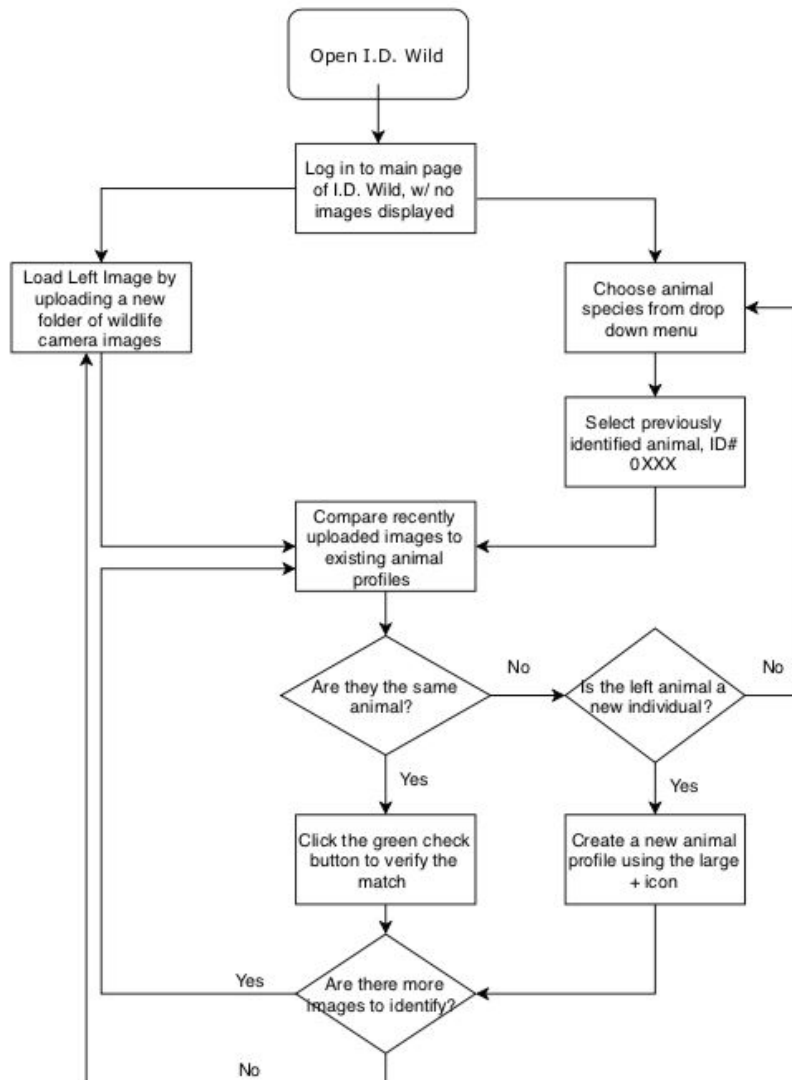 Open I.D. Wild
Log in to main page
of I.D. Wild, w/ no
images displayed
Load Left Image by
uploading a new
folder of wildlife
camera images
Choose animal
species from drop
down menu
Select previously
identified animal, ID#
0XXX
Compare recently
uploaded images to
existing animal
profiles
Are they the same
animal?
No
Is the left animal a
new individual?
No
Yes
Yes
Click the green check
button to verify the
match
Create a new animal
profile using the large
+ icon
Are there more
images to identify?
Yes
No